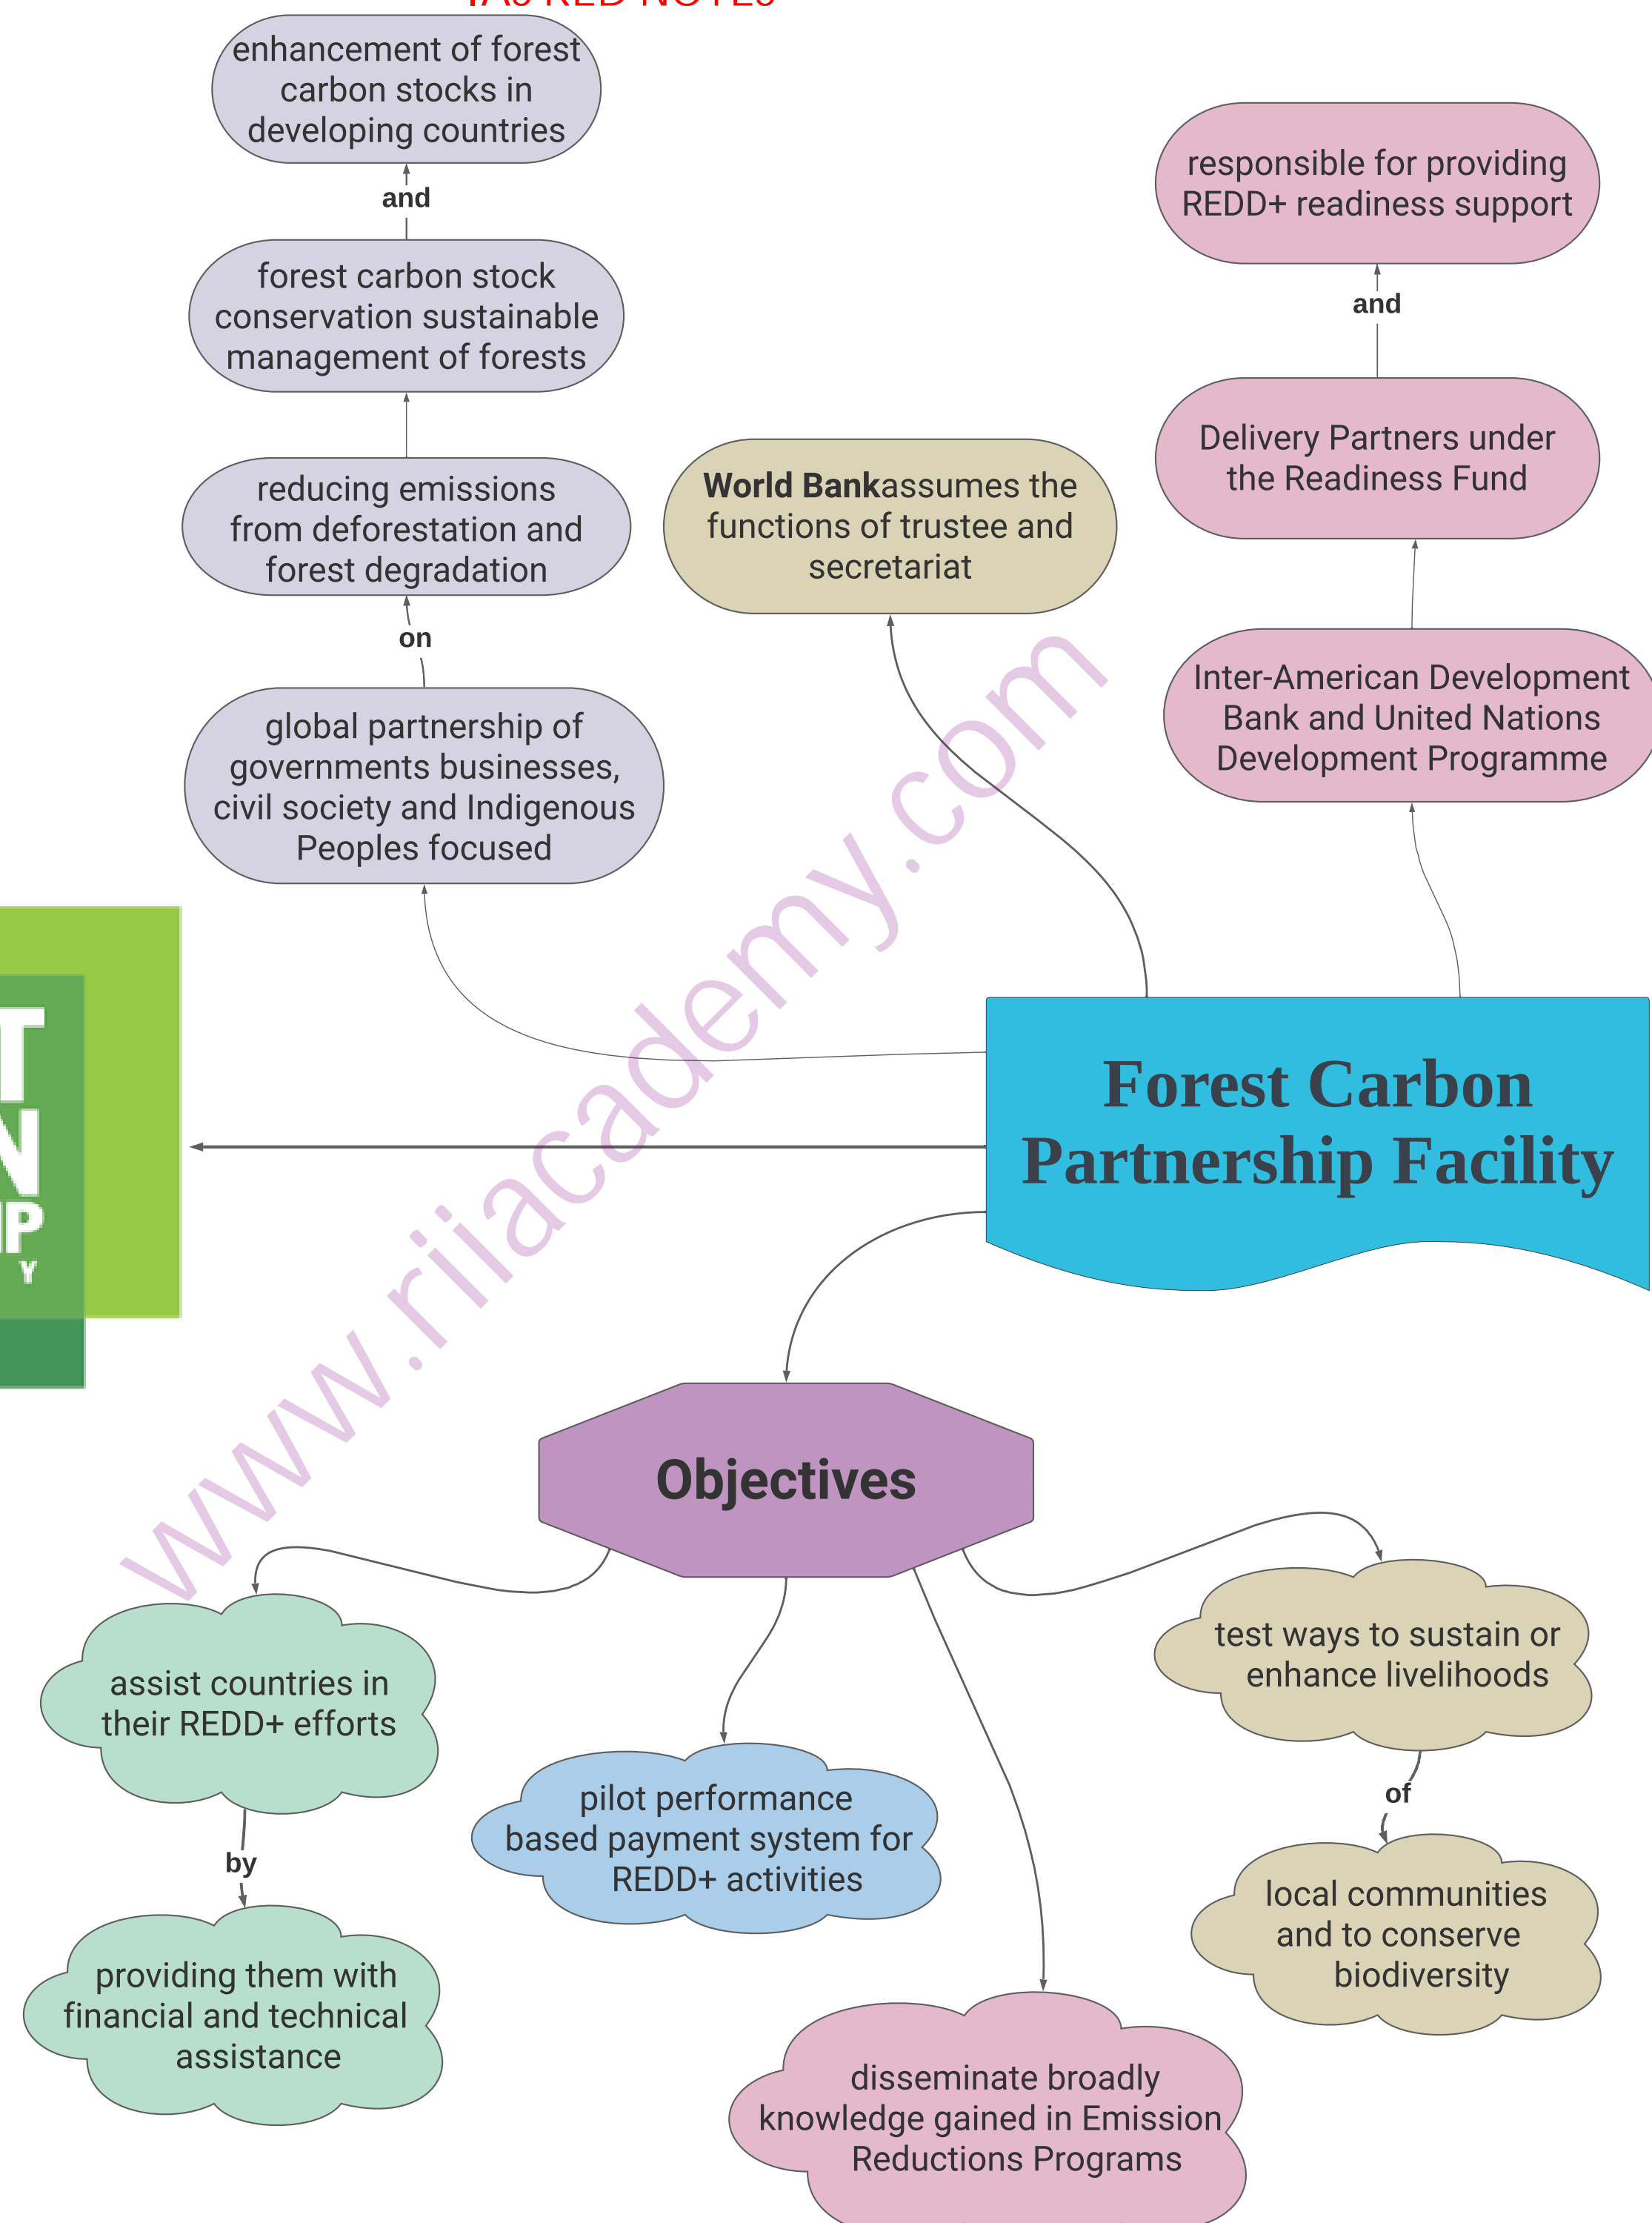 IAS RED NOTES
enhancement of forest
carbon stocks in
developing countries
and
forest carbon stock
conservation sustainable
management of forests
reducing emissions
from deforestation and
forest degradation
on
global partnership of
governments businesses,
civil society and Indigenous
Peoples focused
World Bankassumes the
functions of trustee and
secretariat
responsible for providing
REDD+ readiness support
and
Delivery Partners under
the Readiness Fund
Inter-American Development
Bank and United Nations
Development Programme
T
N
IP
Y
Forest Carbon
Partnership Facility
www.riiacademy.com
Objectives
assist countries in
their REDD+ efforts
by
providing them with
financial and technical
assistance
pilot performance
based payment system for
REDD+ activities
disseminate broadly
knowledge gained in Emission
Reductions Programs
test ways to sustain or
enhance livelihoods
of
local communities
and to conserve
biodiversity